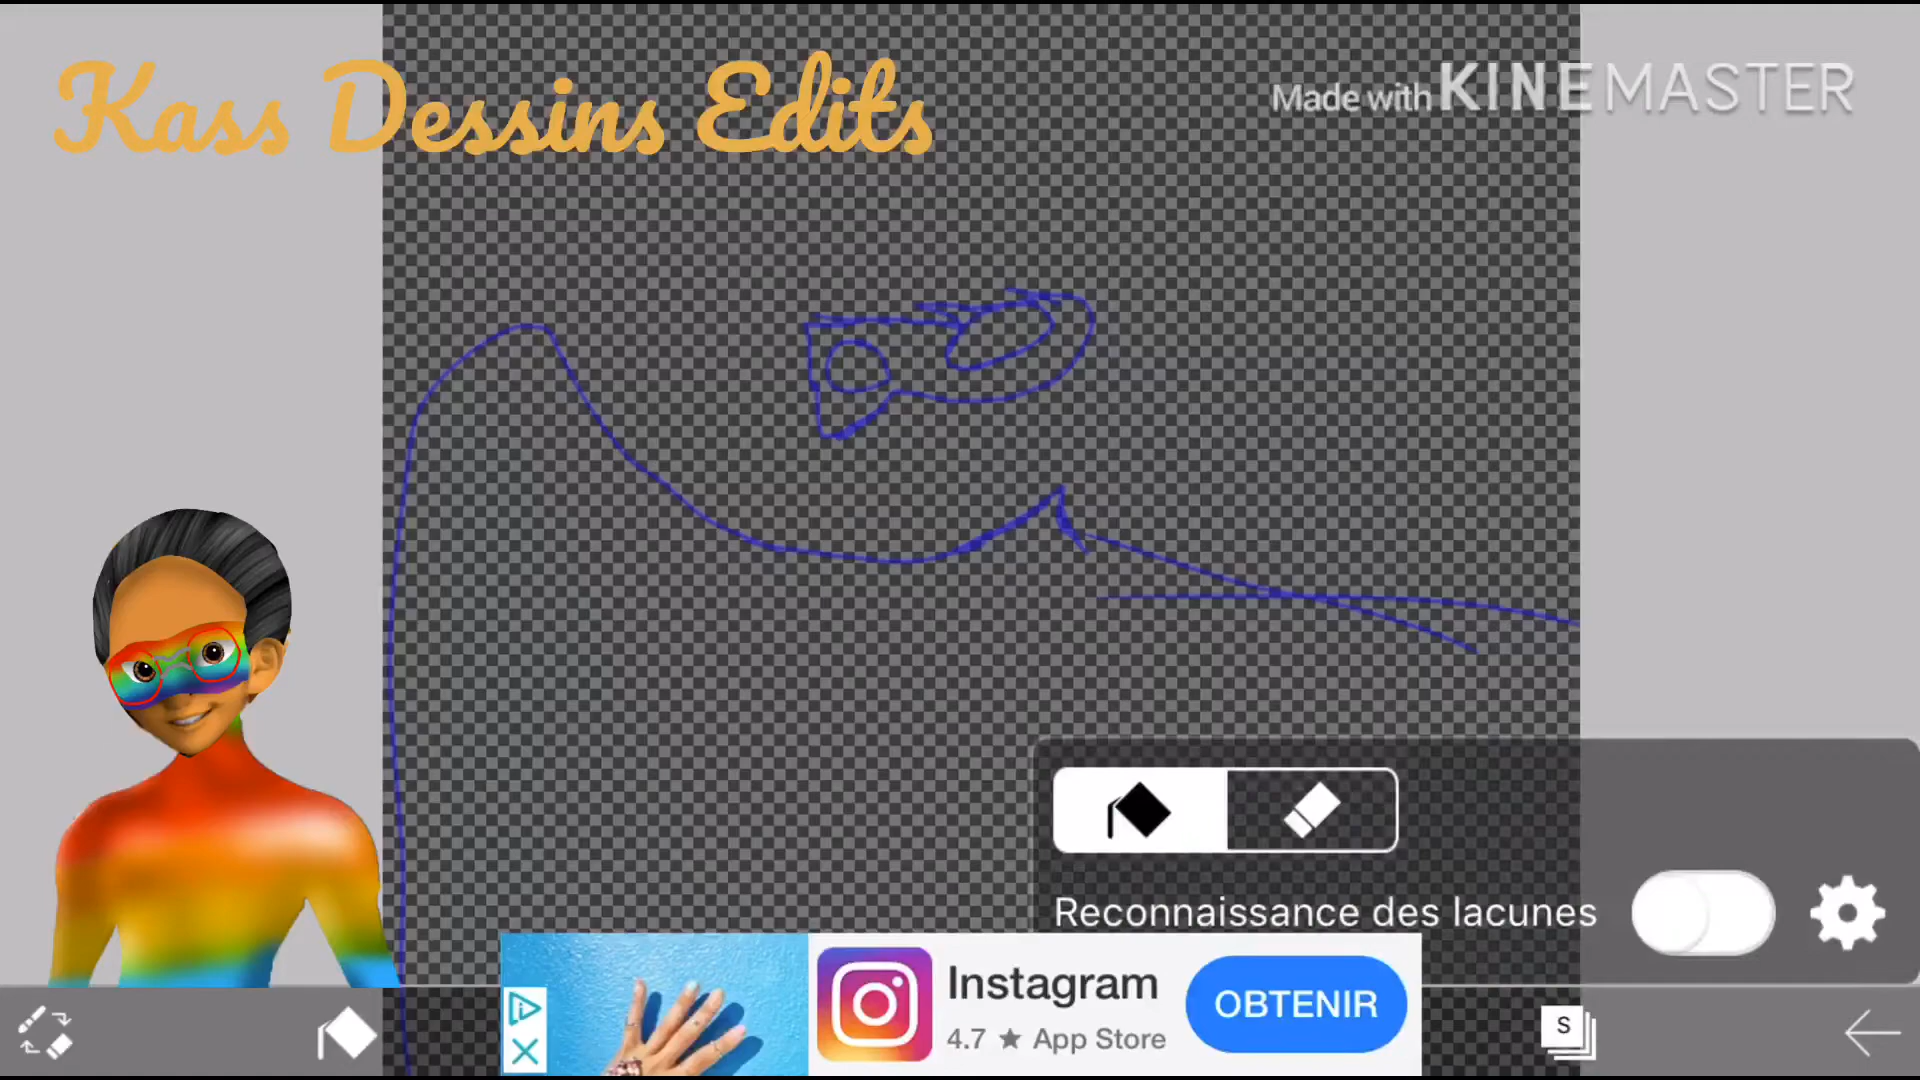 Kass Dessins Edits
Made with KINEMASTER
Reconnaissance des lacunes
Instagram
4.7 ★ App Store
OBTENIR
S